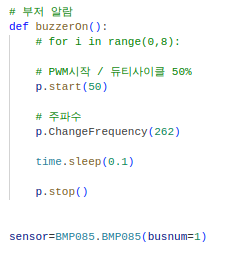 # 부저 알람
def buzzerOn():
    # for i in range(0,8):
    # PWM시작 / 듀티사이클 50%
    p.start(50)
    # 주파수
    p.ChangeFrequency(262)
    time.sleep(0.1)
    p.stop()
sensor=BMP085.BMP085(busnum=1)